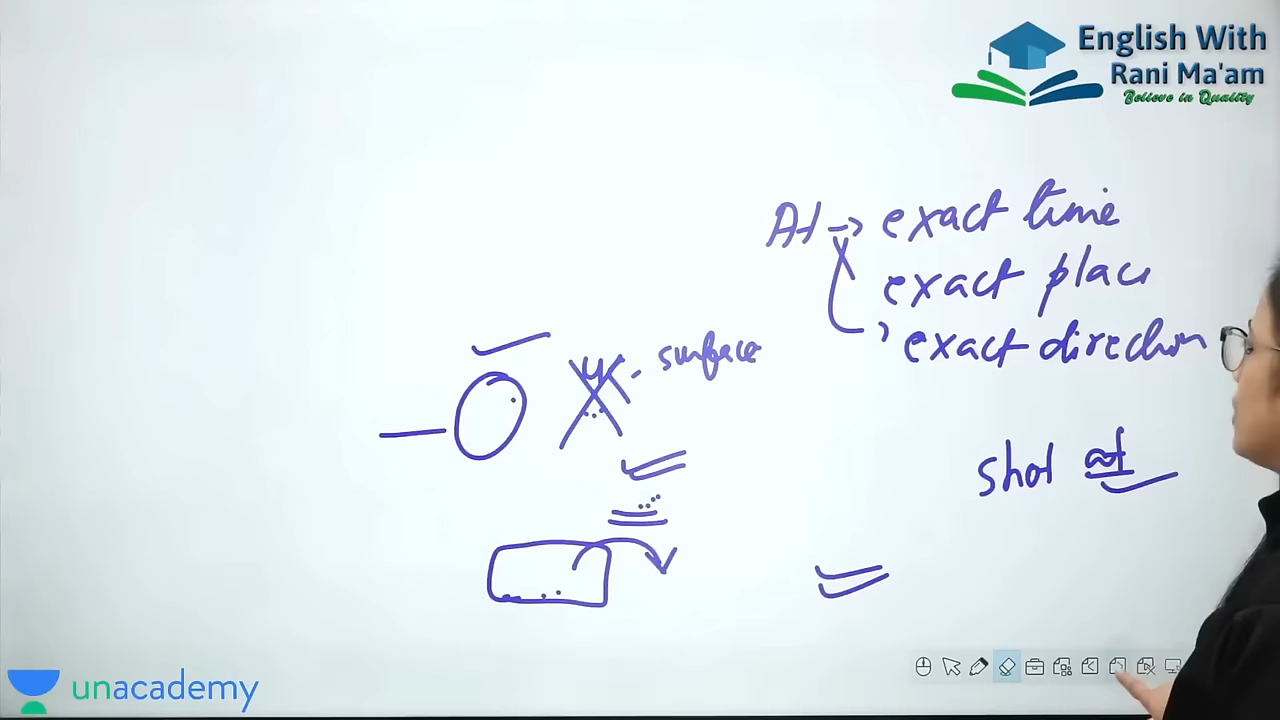 English With
Rani Ma'am
Believe in Quality
At → exact time
exact place
exact direction
surface
shot at
unacademy